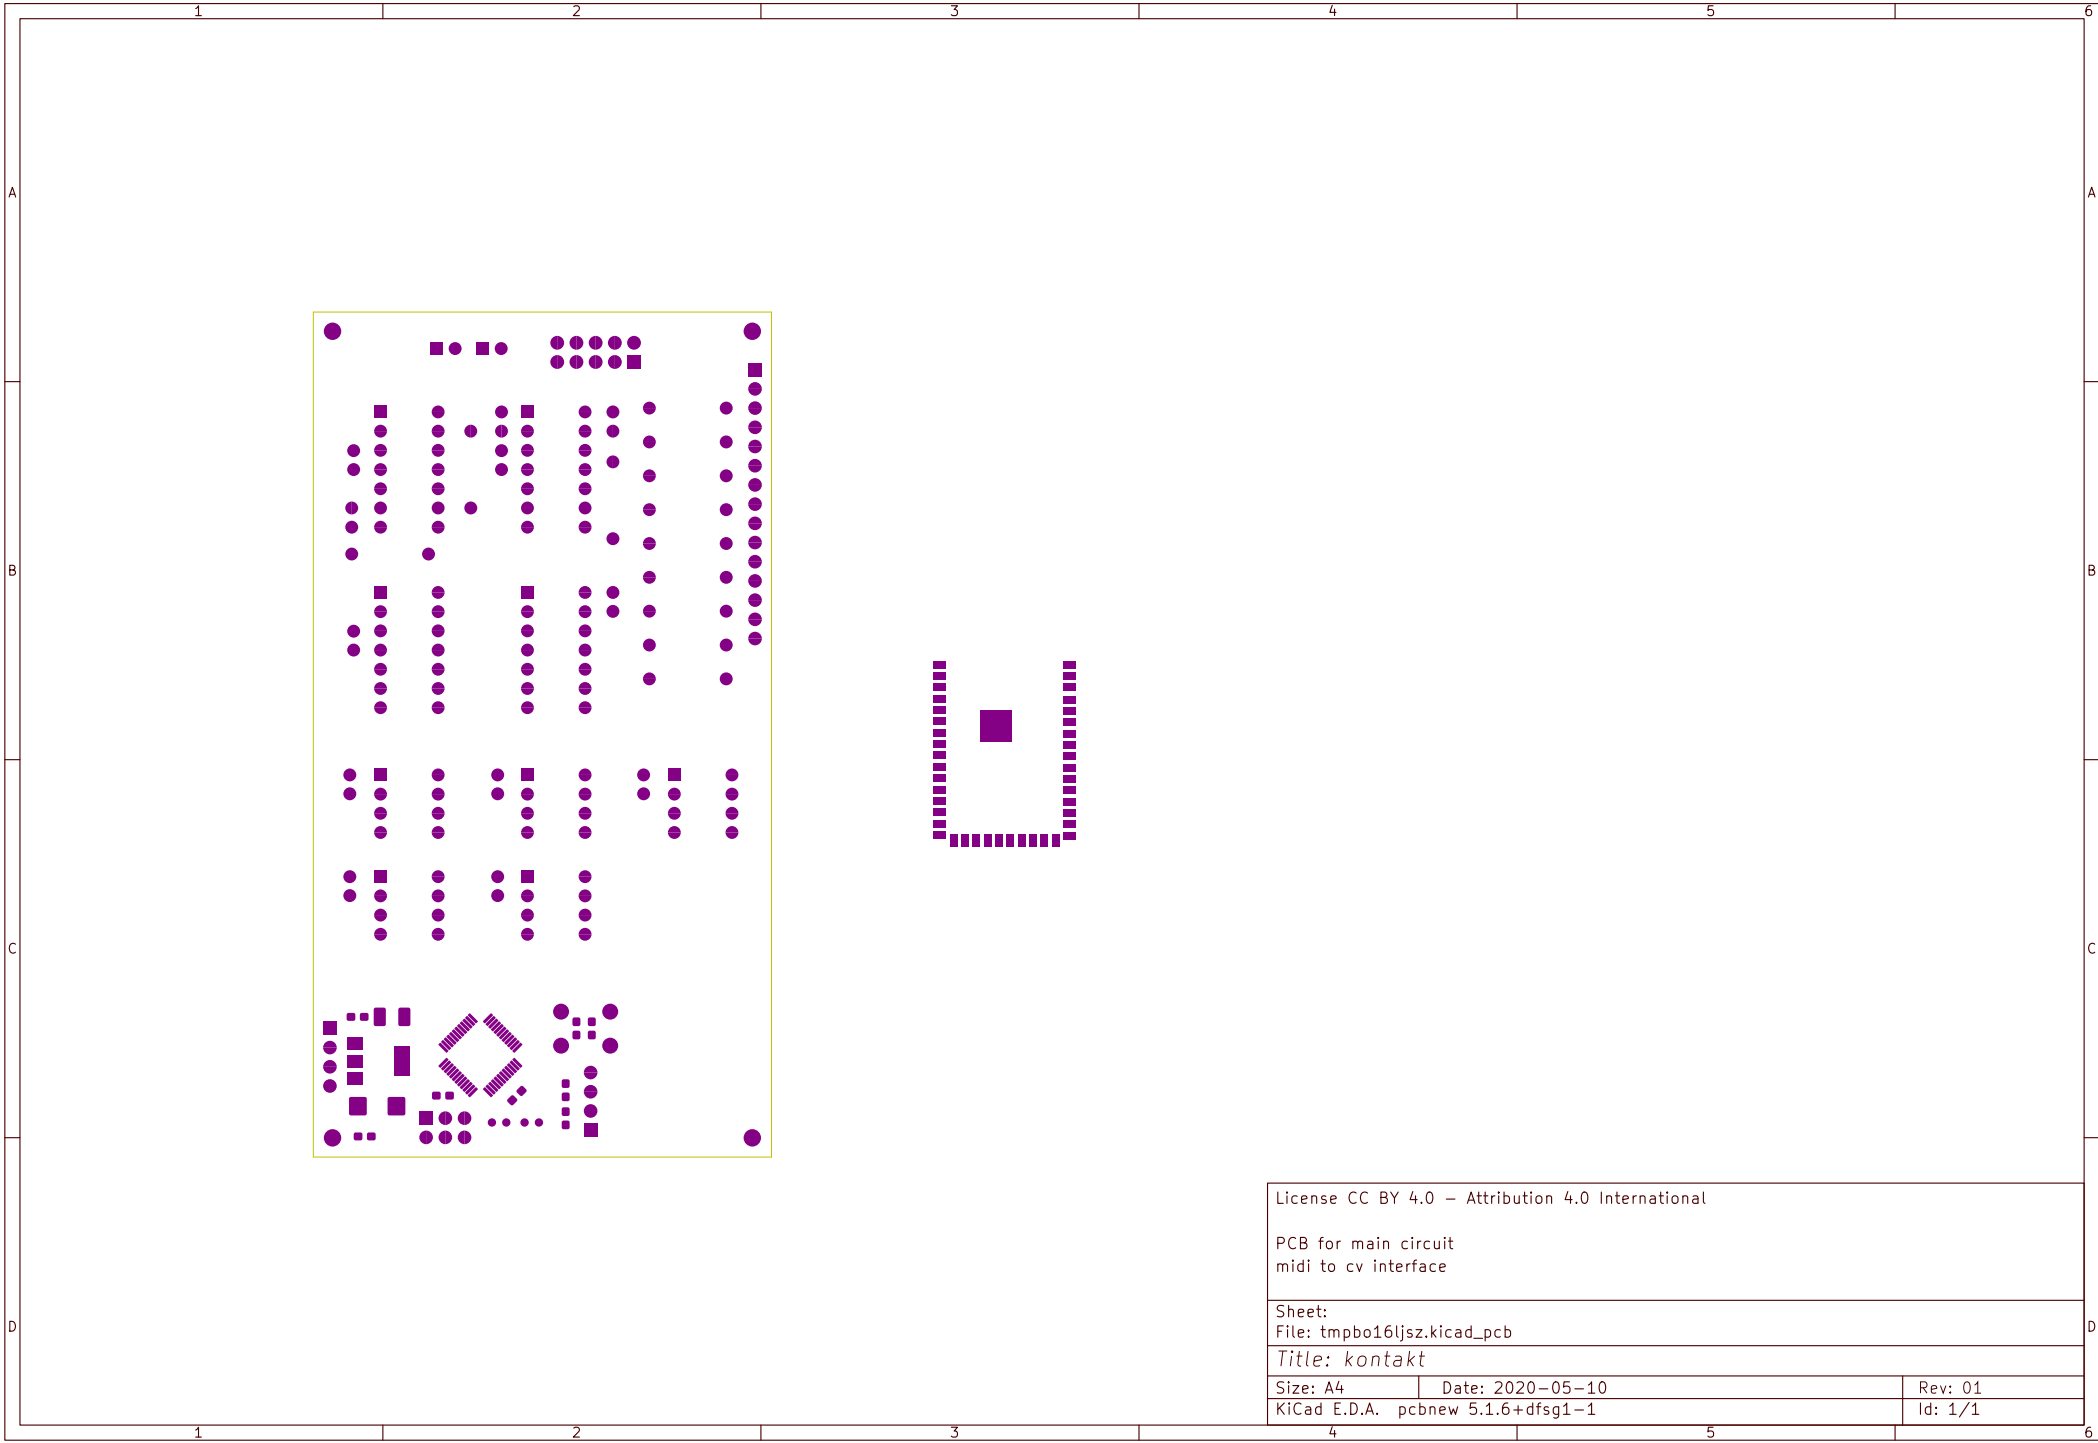 1 2 3 4 5 6
A A
B B
C C
License CC BY 4.0 – Attribution 4.0 International
PCB for main circuit
midi to cv interface
Sheet:
D File: tmpbo16ljsz.kicad_pcb D
Title: kontakt
Size: A4 Date: 2020-05-10 Rev: 01
KiCad E.D.A. pcbnew 5.1.6+dfsg1-1 Id: 1/1
1 2 3 4 5 6